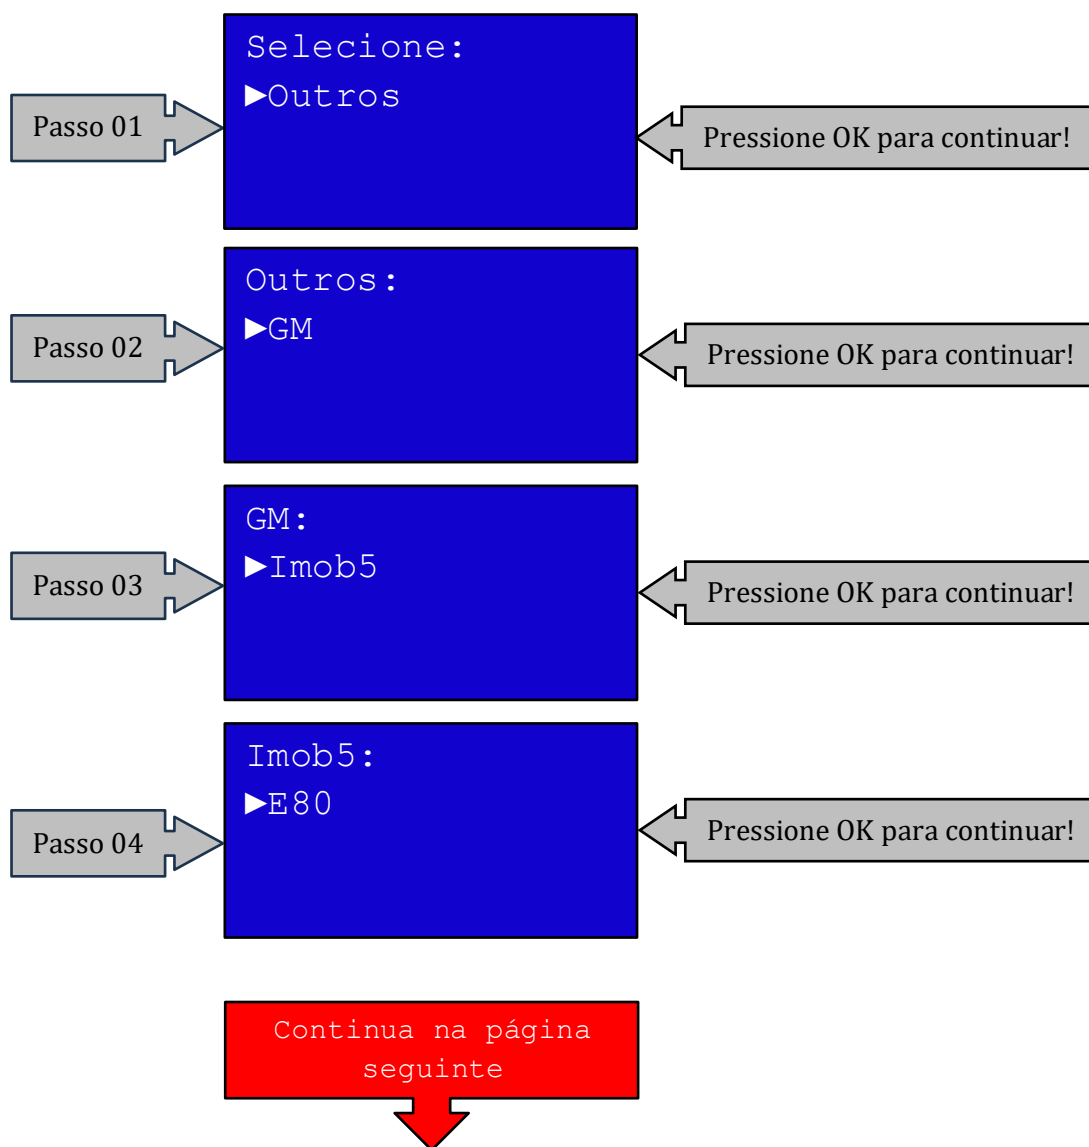 Selecione:
►Outros
Passo 01
Pressione OK para continuar!
Outros:
►GM
Passo 02
Pressione OK para continuar!
GM:
►Imob5
Passo 03
Pressione OK para continuar!
Imob5:
►E80
Passo 04
Pressione OK para continuar!
Continua na página
seguinte